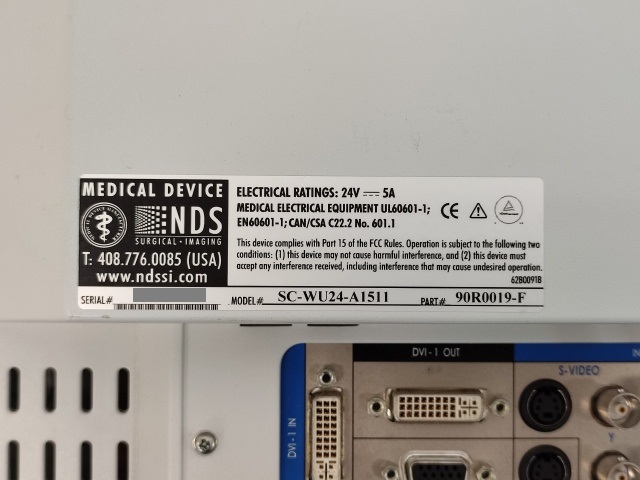 MEDICAL DEVICE
NDS
SURGICAL · IMAGING
T: 408.776.0085 (USA)
www.ndssi.com
ELECTRICAL RATINGS: 24V ⎓ 5A
MEDICAL ELECTRICAL EQUIPMENT UL60601-1;
EN60601-1; CAN/CSA C22.2 No. 601.1
CE
This device complies with Part 15 of the FCC Rules. Operation is subject to the following two
conditions: (1) this device may not cause harmful interference, and (2) this device must
accept any interference received, including interference that may cause undesired operation.
62B0091B
SERIAL# MODEL# SC-WU24-A1511 PART# 90R0019-F
DVI-1 OUT
IN
S-VIDEO
DVI-1 IN
Y